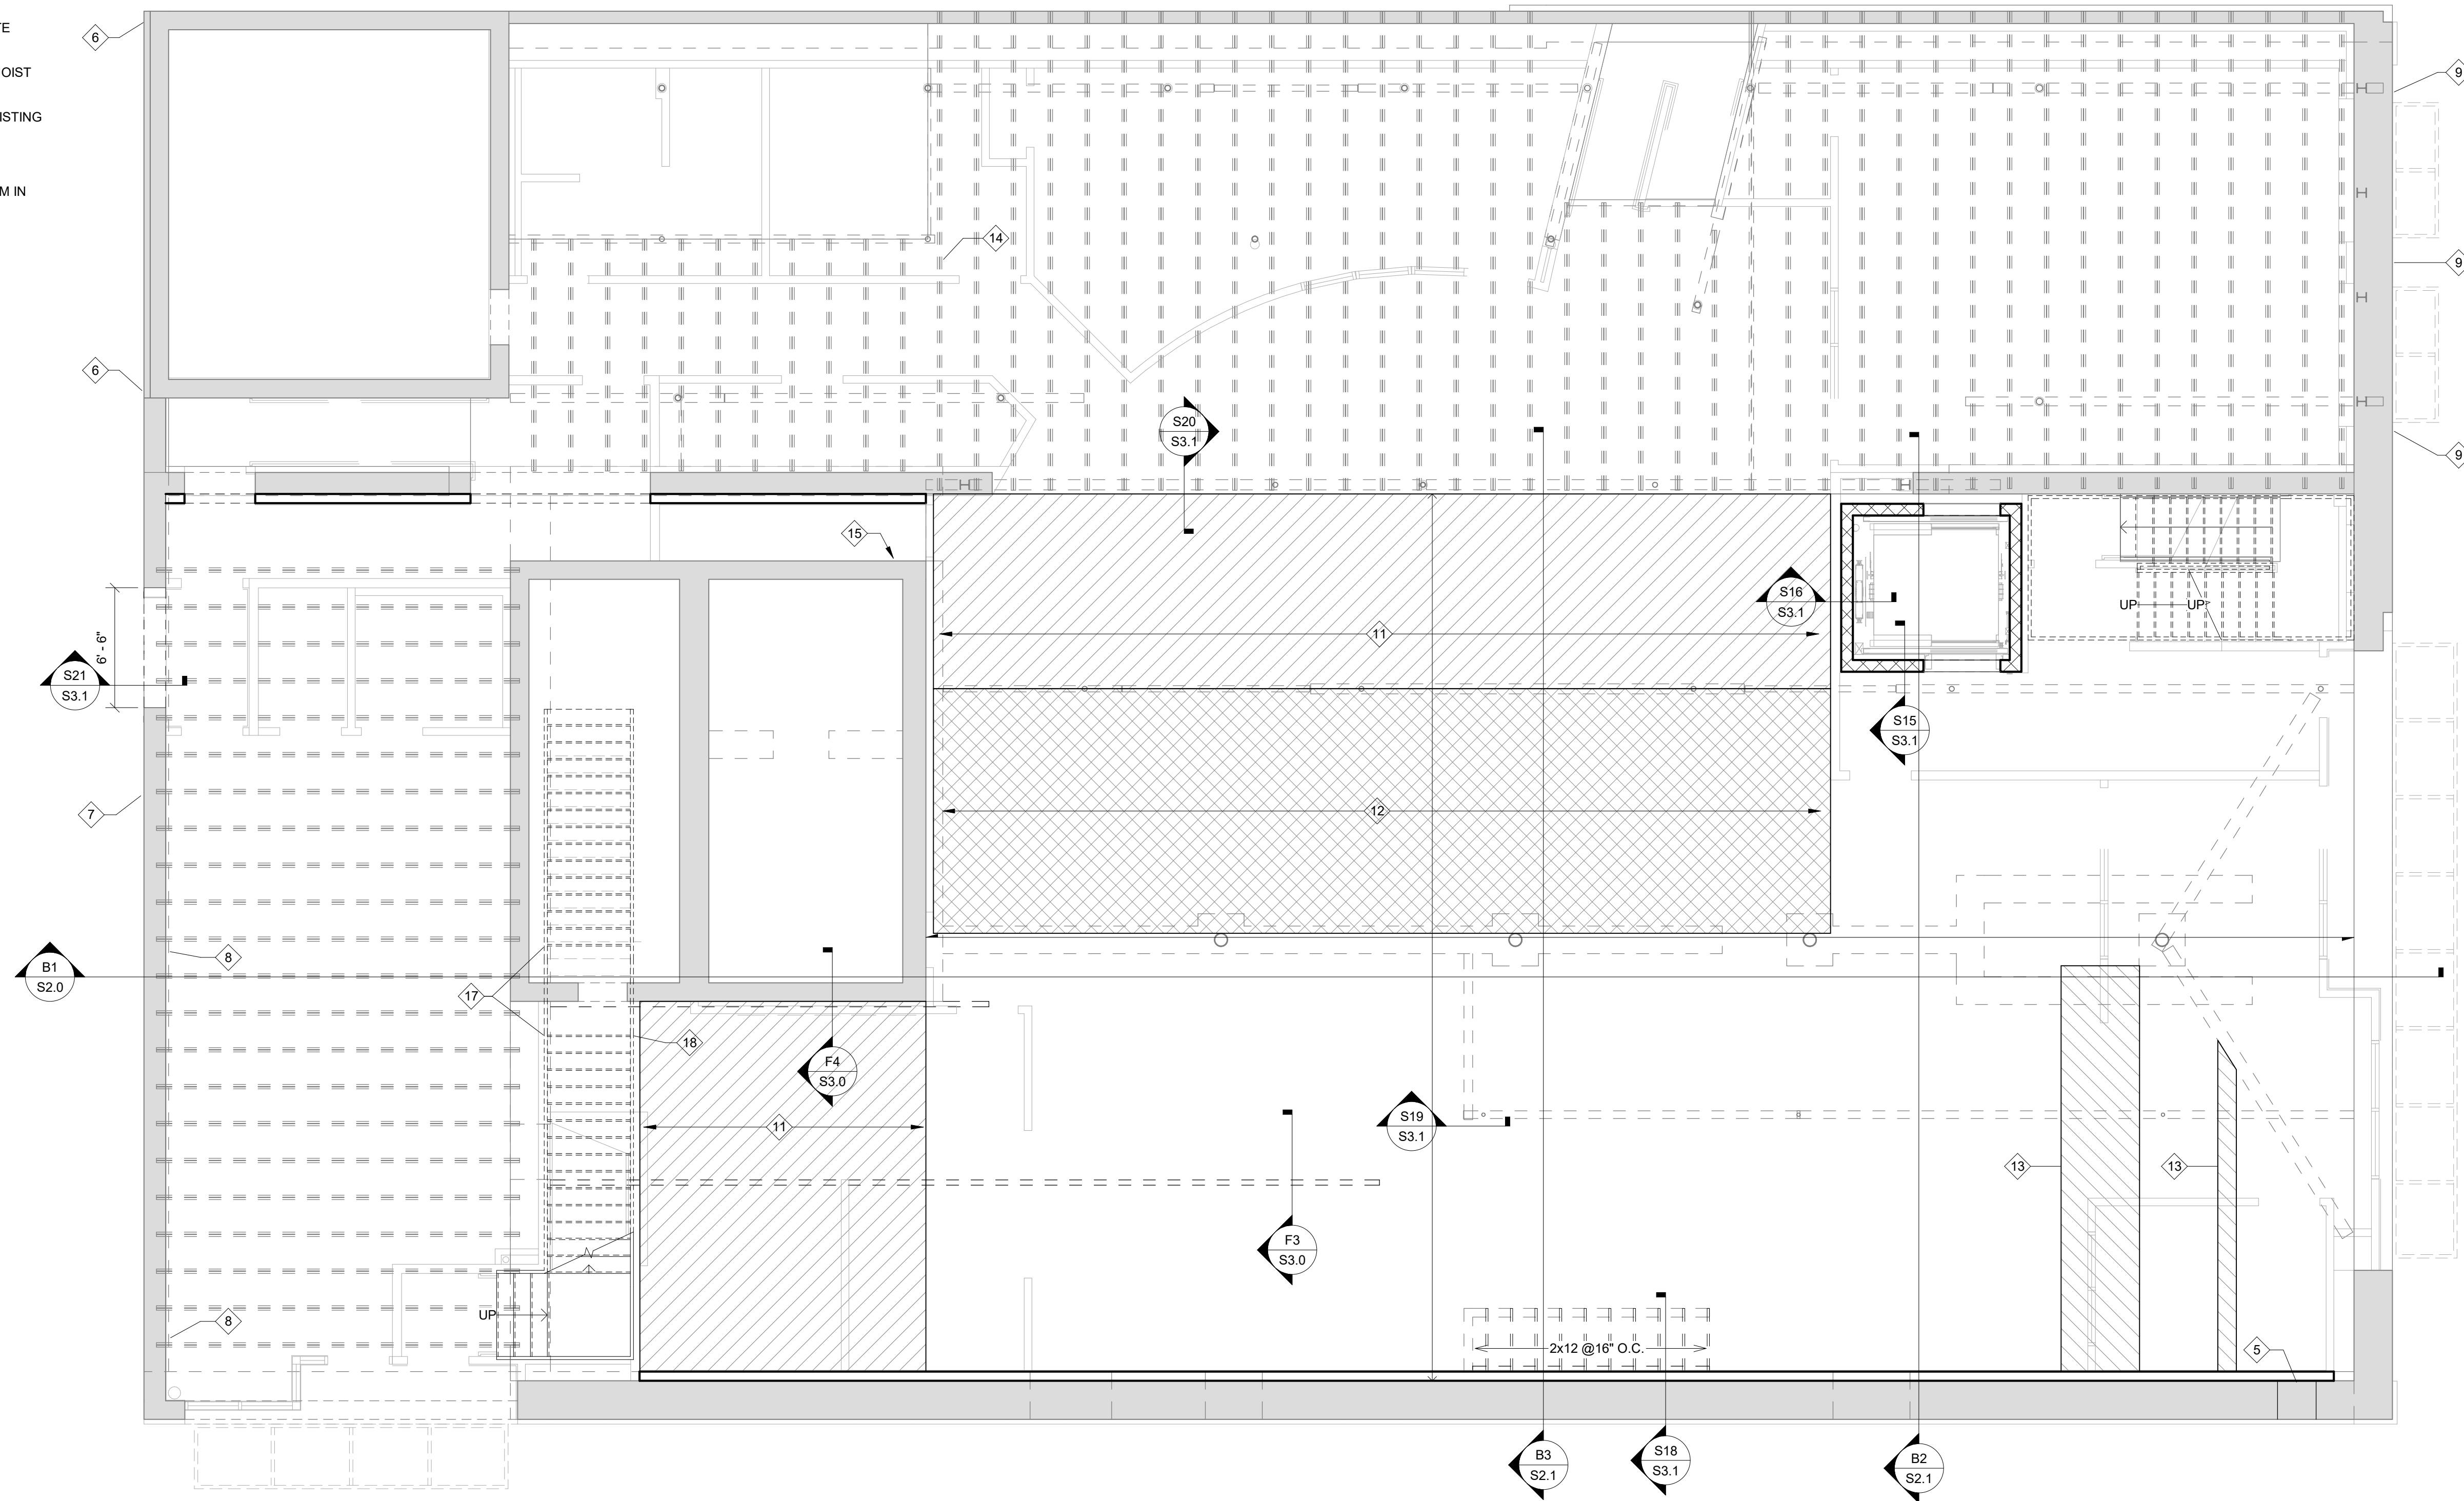 TE
OIST
ISTING
M IN
6
9
14
9
6
S20
S3.1
9
15
S16
S3.1
UP
UP
11
6' - 6"
S21
S3.1
S15
S3.1
7
12
8
B1
S2.0
17
18
F4
S3.0
11
S19
S3.1
13
13
F3
S3.0
UP
8
2x12 @16" O.C.
5
B3
S2.1
S18
S3.1
B2
S2.1